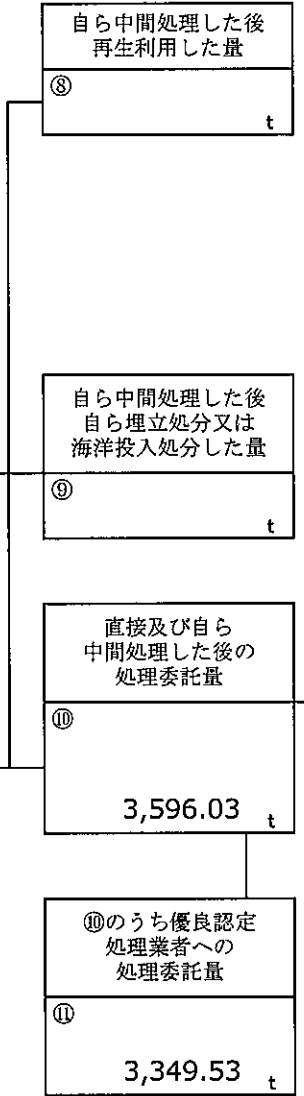 自ら中間処理した後
再生利用した量
⑧
t
自ら中間処理した後
自ら埋立処分又は
海洋投入処分した量
⑨
t
直接及び自ら
中間処理した後の
処理委託量
⑩
3,596.03 t
⑩のうち優良認定
処理業者への
処理委託量
⑪
3,349.53 t